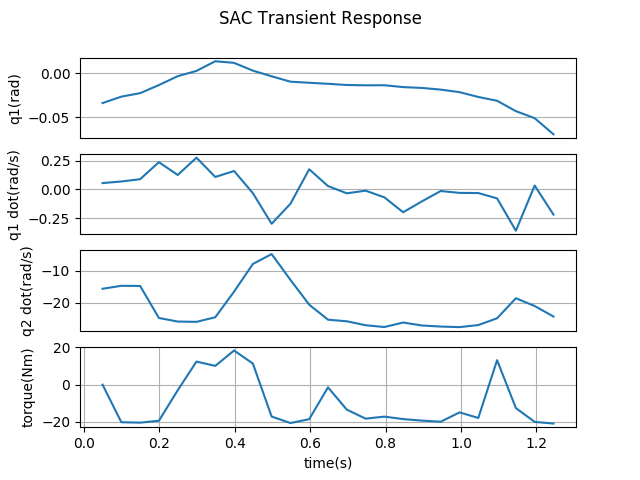 SAC Transient Response
q1(rad)
0.00
−0.05
q1 dot(rad/s)
0.25
0.00
−0.25
q2 dot(rad/s)
−10
−20
torque(Nm)
20
0
−20
0.0 0.2 0.4 0.6 0.8 1.0 1.2
time(s)